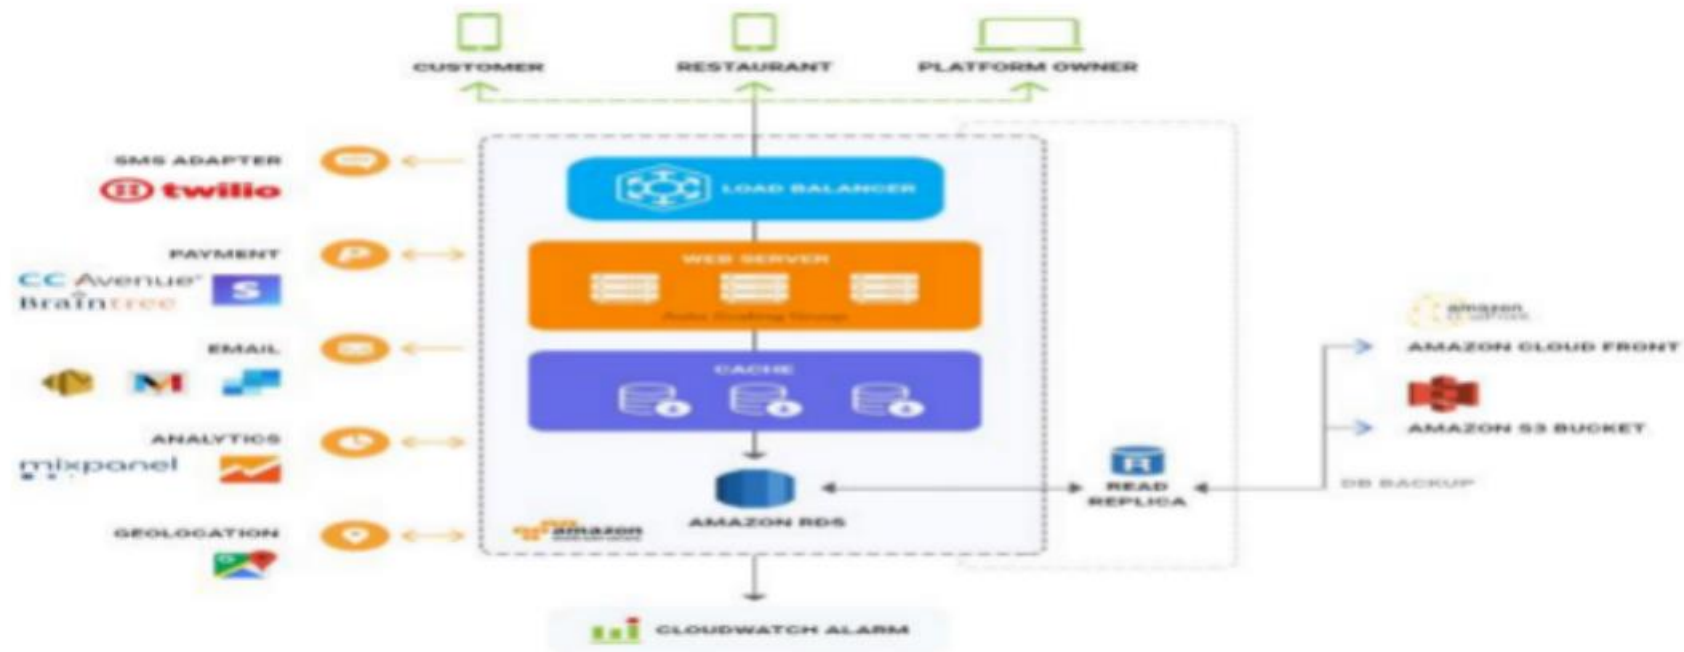 CUSTOMER
RESTAURANT
PLATFORM OWNER
SMS ADAPTER
twilio
LOAD BALANCER
PAYMENT
CC Avenue
Braintree
S
WEB SERVER
Auto Scaling Group
EMAIL
CACHE
ANALYTICS
mixpanel
GEOLOCATION
amazon
AMAZON RDS
R
READ
REPLICA
amazon
AMAZON CLOUD FRONT
AMAZON S3 BUCKET
DB BACKUP
CLOUDWATCH ALARM